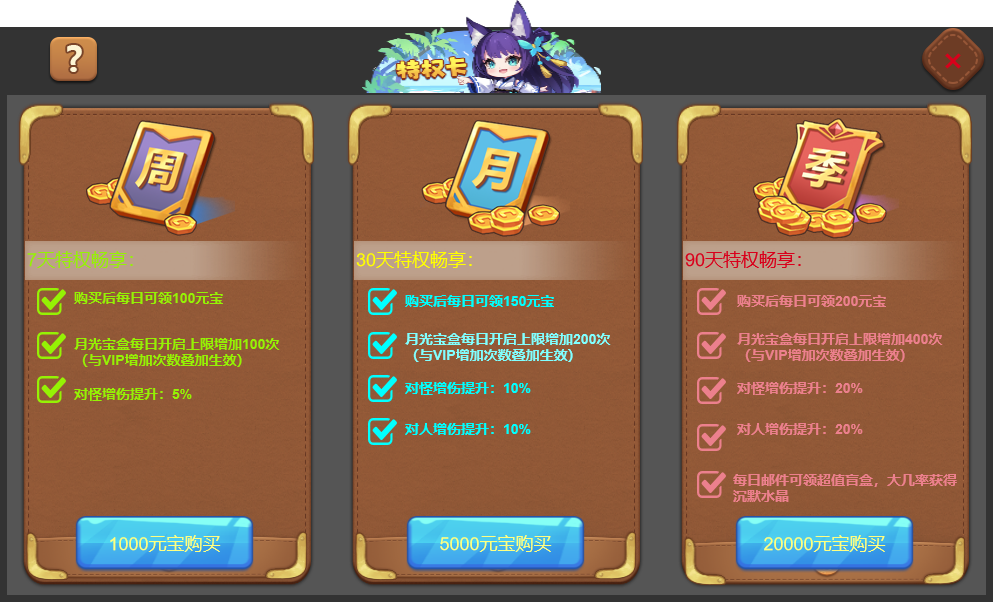 ?
特权卡
周
7天特权畅享：
购买后每日可领100元宝
月光宝盒每日开启上限增加100次
（与VIP增加次数叠加生效）
对怪增伤提升：5%
1000元宝购买
月
30天特权畅享：
购买后每日可领150元宝
月光宝盒每日开启上限增加200次
（与VIP增加次数叠加生效）
对怪增伤提升：10%
对人增伤提升：10%
5000元宝购买
季
90天特权畅享：
购买后每日可领200元宝
月光宝盒每日开启上限增加400次
（与VIP增加次数叠加生效）
对怪增伤提升：20%
对人增伤提升：20%
每日邮件可领超值盲盒，大几率获得
沉默水晶
20000元宝购买